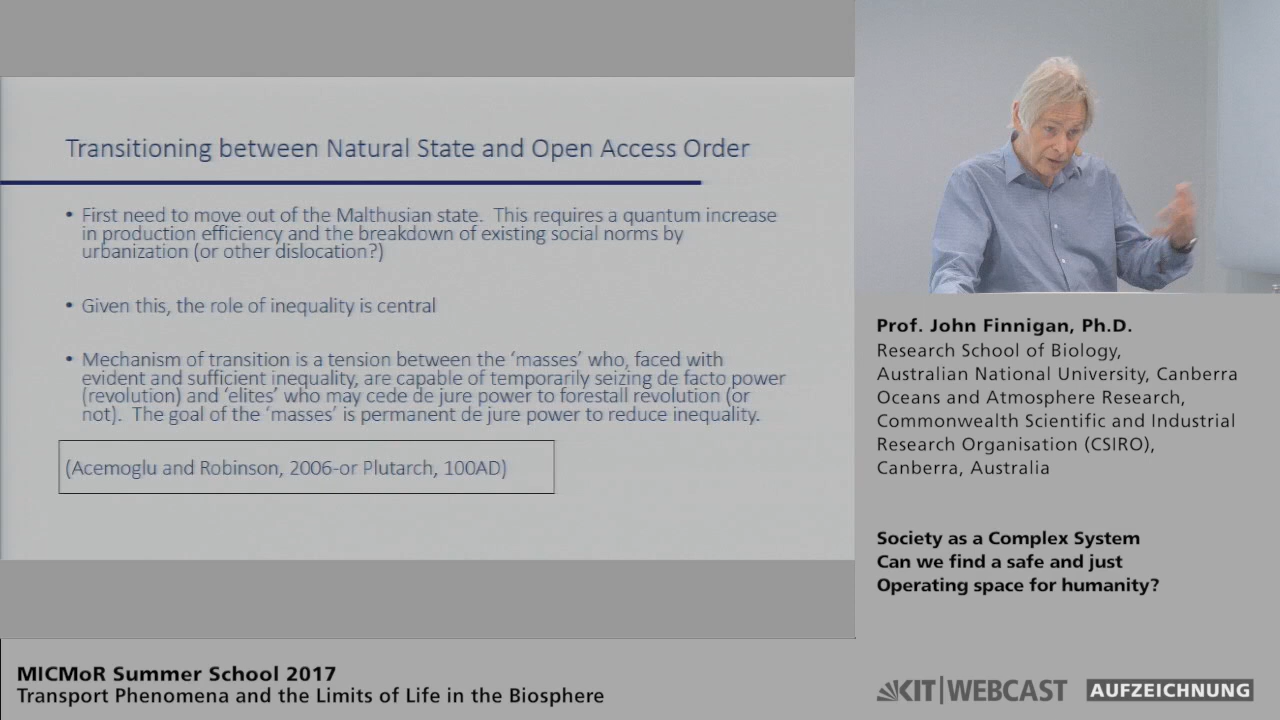 Transitioning between Natural State and Open Access Order
• First need to move out of the Malthusian state. This requires a quantum increase
in production efficiency and the breakdown of existing social norms by
urbanization (or other dislocation?)
• Given this, the role of inequality is central
• Mechanism of transition is a tension between the ‘masses’ who, faced with
evident and sufficient inequality, are capable of temporarily seizing de facto power
(revolution) and ‘elites’ who may cede de jure power to forestall revolution (or
not). The goal of the ‘masses’ is permanent de jure power to reduce inequality.
(Acemoglu and Robinson, 2006-or Plutarch, 100AD)
Prof. John Finnigan, Ph.D.
Research School of Biology,
Australian National University, Canberra
Oceans and Atmosphere Research,
Commonwealth Scientific and Industrial
Research Organisation (CSIRO),
Canberra, Australia
Society as a Complex System
Can we find a safe and just
Operating space for humanity?
MICMoR Summer School 2017
Transport Phenomena and the Limits of Life in the Biosphere
KIT|WEBCAST AUFZEICHNUNG